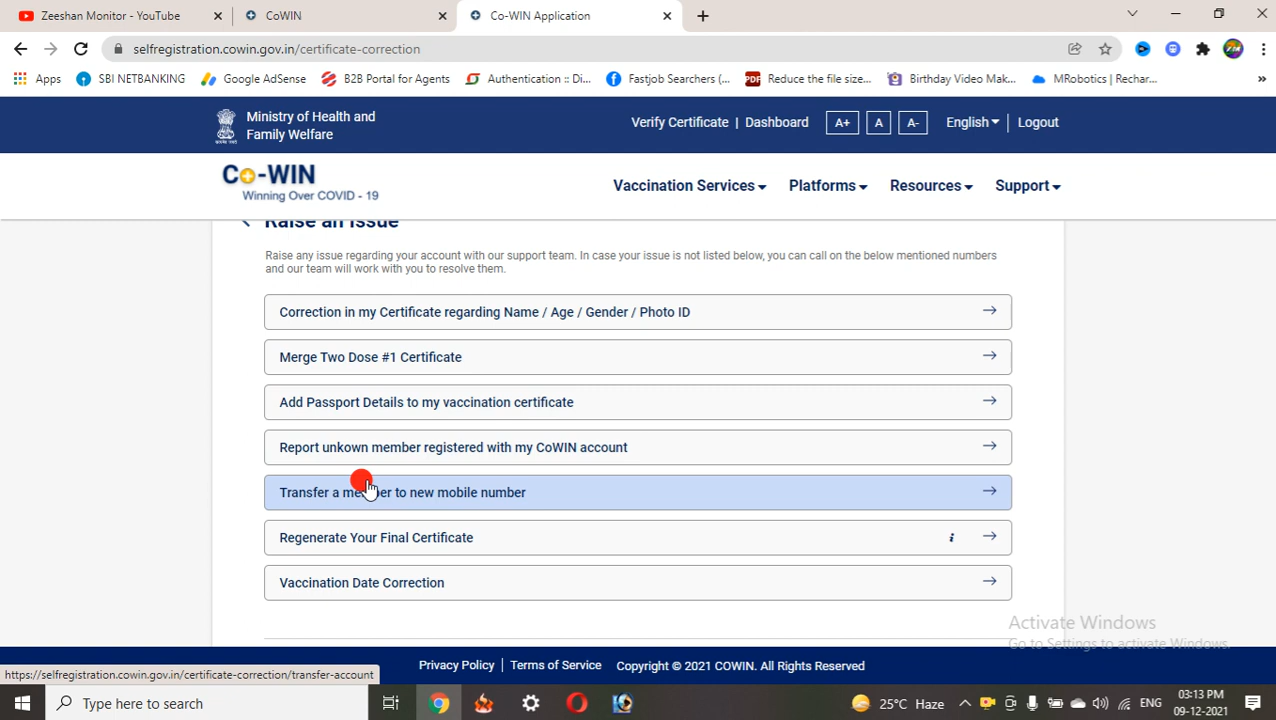 Zeeshan Monitor - YouTube
CoWIN
Co-WIN Application
selfregistration.cowin.gov.in/certificate-correction
Apps
SBI NETBANKING
Google AdSense
B2B Portal for Agents
Authentication :: Di...
Fastjob Searchers (...
PDF
Reduce the file size...
Birthday Video Mak...
MRobotics | Rechar...
Ministry of Health and
Family Welfare
Verify Certificate | Dashboard
A+
A
A-
English
Logout
Co-WIN
Winning Over COVID - 19
Vaccination Services
Platforms
Resources
Support
Raise an Issue
Raise any issue regarding your account with our support team. In case your issue is not listed below, you can call on the below mentioned numbers
and our team will work with you to resolve them.
Correction in my Certificate regarding Name / Age / Gender / Photo ID
Merge Two Dose #1 Certificate
Add Passport Details to my vaccination certificate
Report unkown member registered with my CoWIN account
Transfer a member to new mobile number
Regenerate Your Final Certificate
i
Vaccination Date Correction
Activate Windows
Go to Settings to activate Windows.
Privacy Policy | Terms of Service
Copyright © 2021 COWIN. All Rights Reserved
https://selfregistration.cowin.gov.in/certificate-correction/transfer-account
Type here to search
25°C Haze
ENG
03:13 PM
09-12-2021